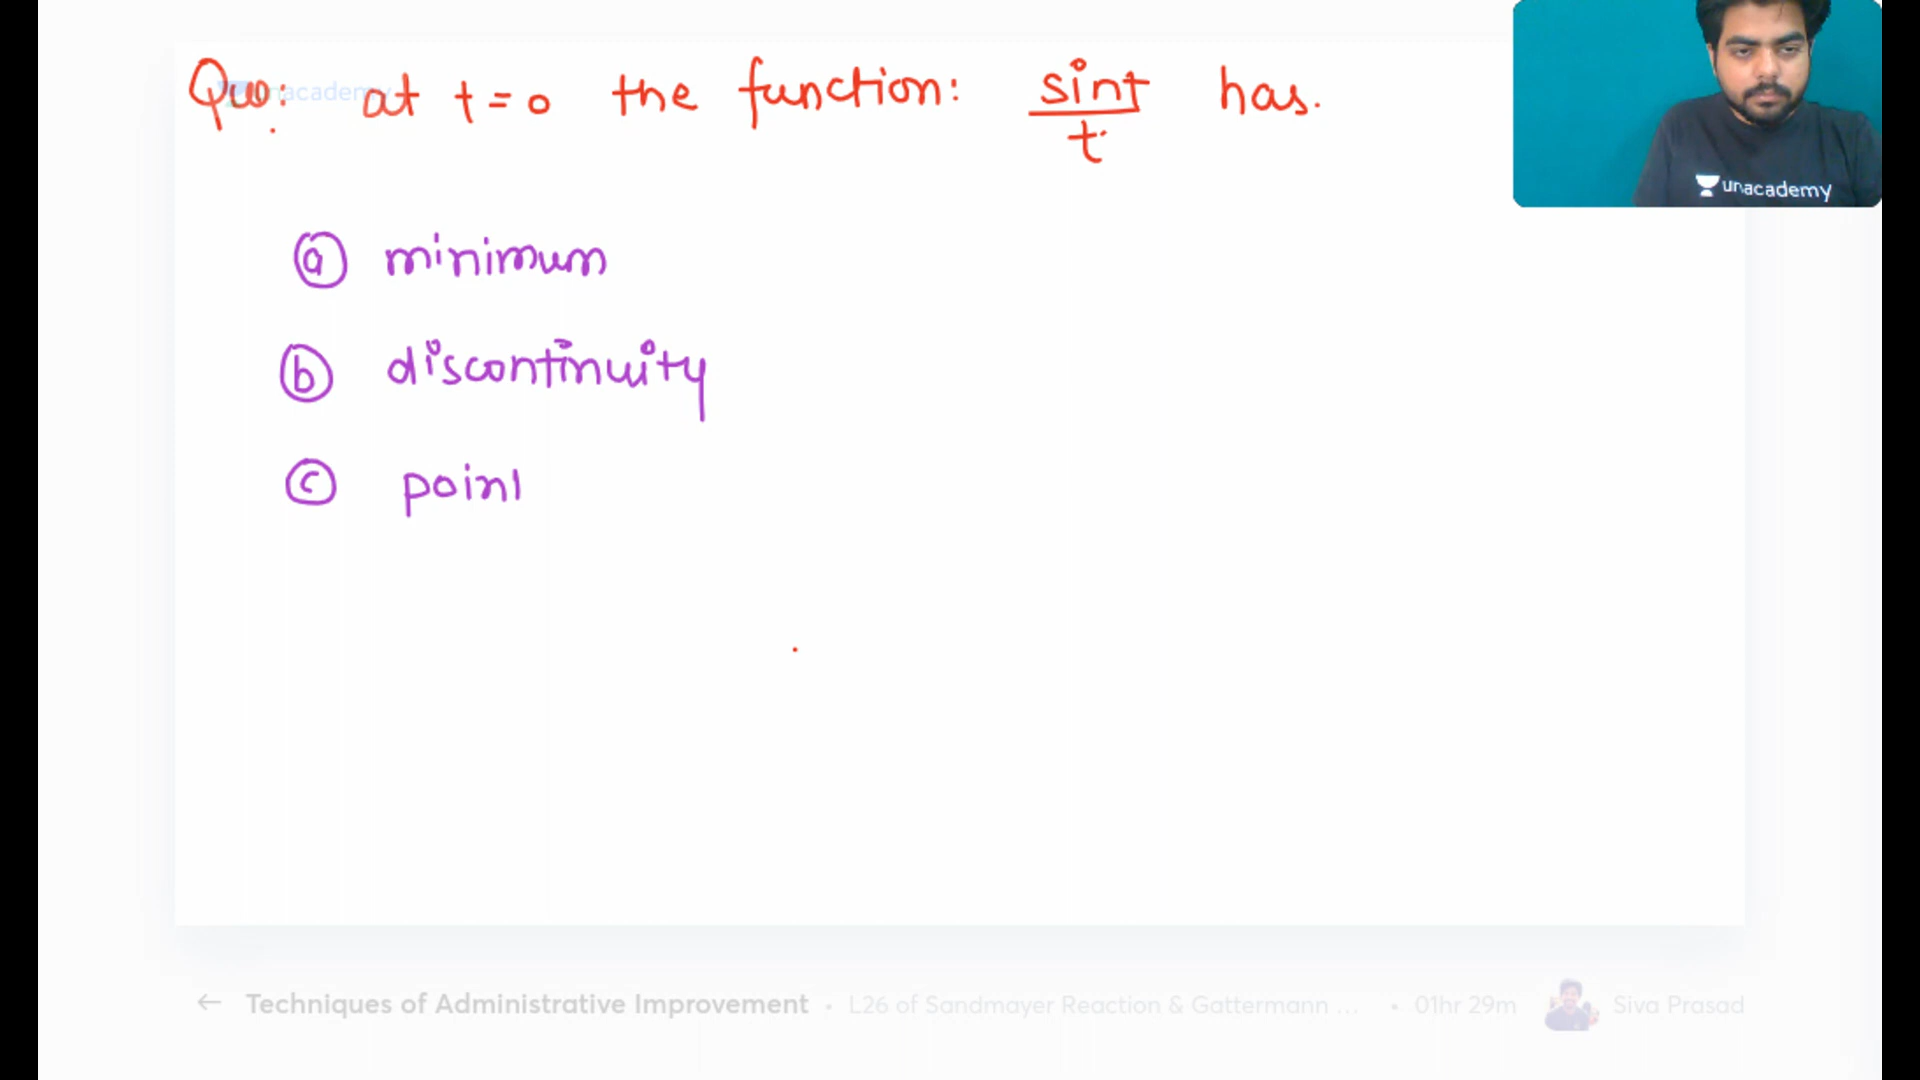 Que: at t = 0 the function: sint/t has.
unacademy
unacademy
(a) minimum
(b) discontinuity
(c) point
← Techniques of Administrative Improvement • L26 of Sandmayer Reaction & Gattermann ... • 01hr 29m Siva Prasad